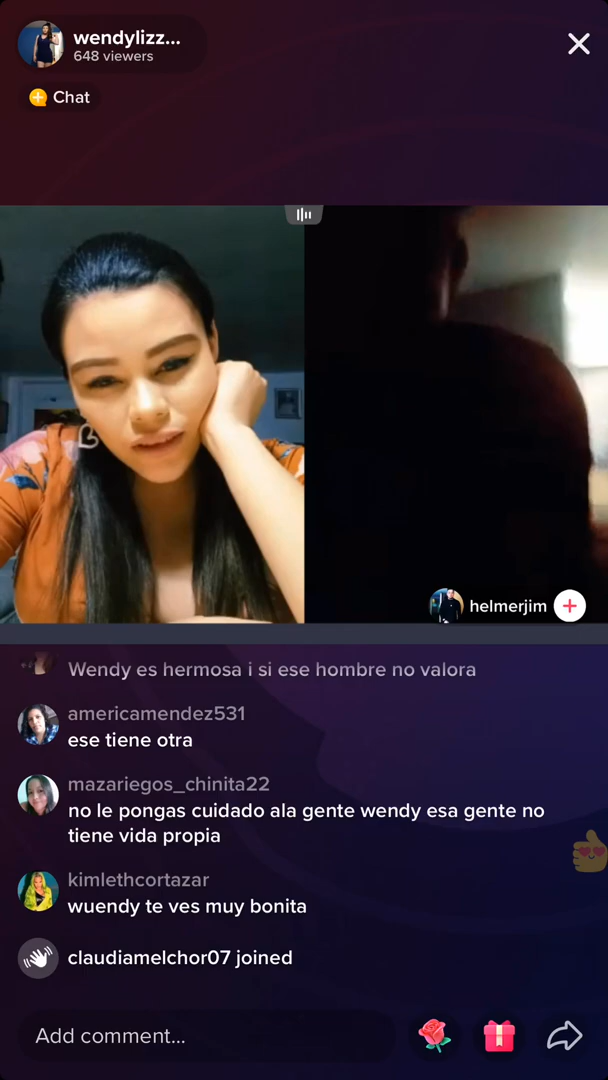 wendylizz...
648 viewers
Chat
helmerjim
Wendy es hermosa i si ese hombre no valora
americamendez531
ese tiene otra
mazariegos_chinita22
no le pongas cuidado ala gente wendy esa gente no
tiene vida propia
kimlethcortazar
wuendy te ves muy bonita
claudiamelchor07 joined
Add comment...